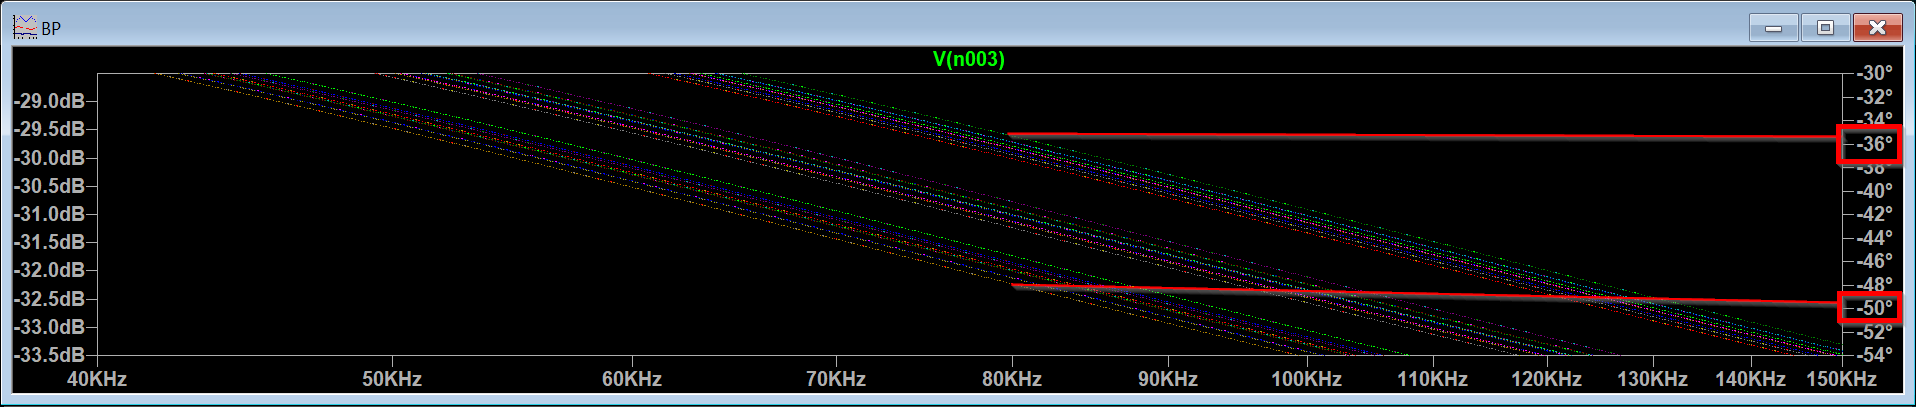 BP
V(n003)
-29.0dB
-29.5dB
-30.0dB
-30.5dB
-31.0dB
-31.5dB
-32.0dB
-32.5dB
-33.0dB
-33.5dB
-30°
-32°
-34°
-36°
-38°
-40°
-42°
-44°
-46°
-48°
-50°
-52°
-54°
40KHz 50KHz 60KHz 70KHz 80KHz 90KHz 100KHz 110KHz 120KHz 130KHz 140KHz 150KHz